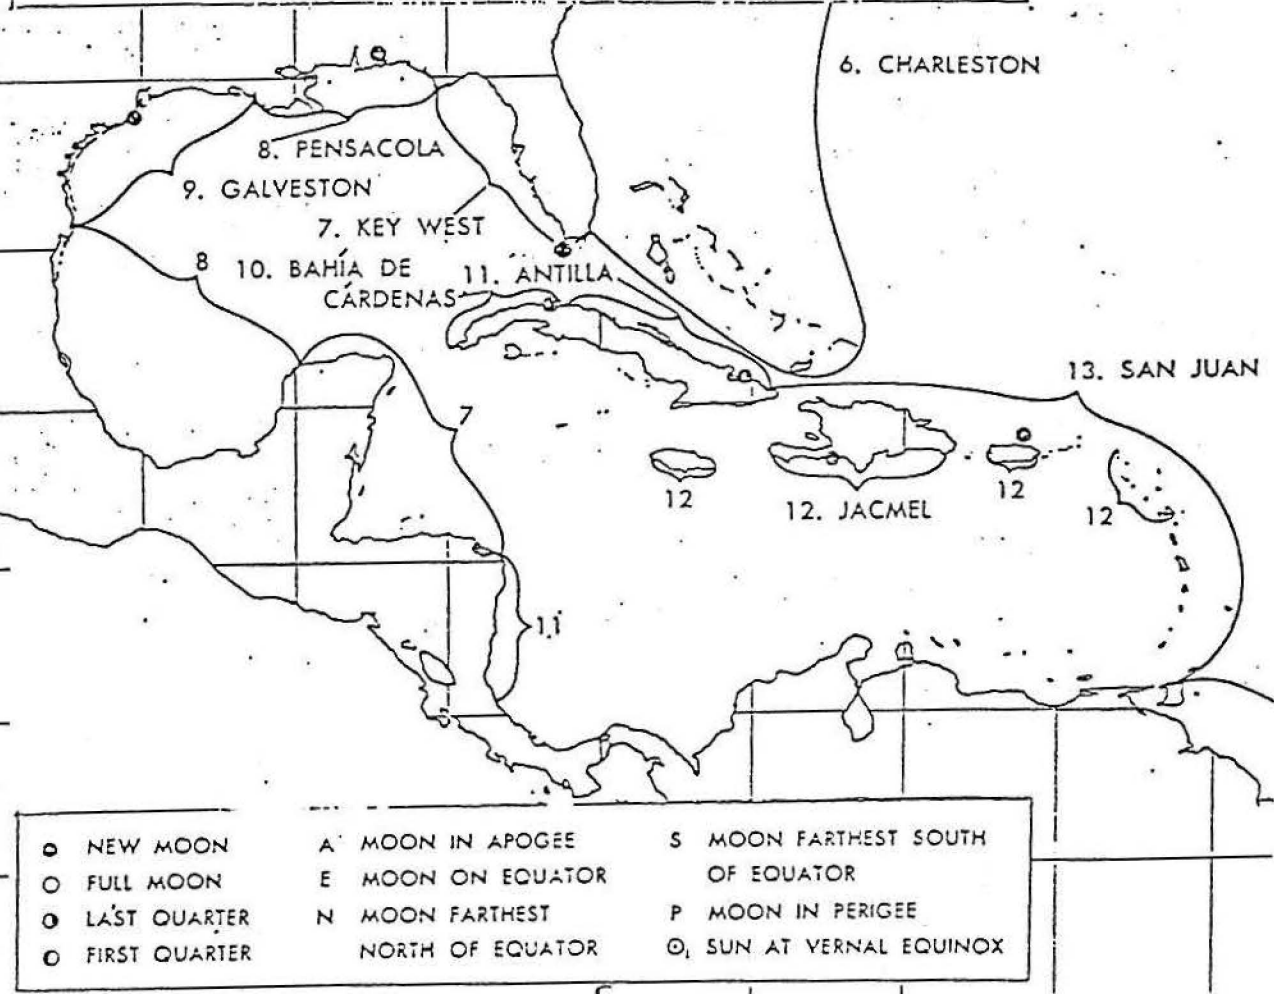 6. CHARLESTON
8. PENSACOLA
9. GALVESTON
7. KEY WEST
8
10. BAHÍA DE
CÁRDENAS
11. ANTILLA
13. SAN JUAN
7
12
12. JACMEL
12
12
11
NEW MOON
FULL MOON
LAST QUARTER
FIRST QUARTER
A MOON IN APOGEE
E MOON ON EQUATOR
N MOON FARTHEST
NORTH OF EQUATOR
S MOON FARTHEST SOUTH
OF EQUATOR
P MOON IN PERIGEE
SUN AT VERNAL EQUINOX